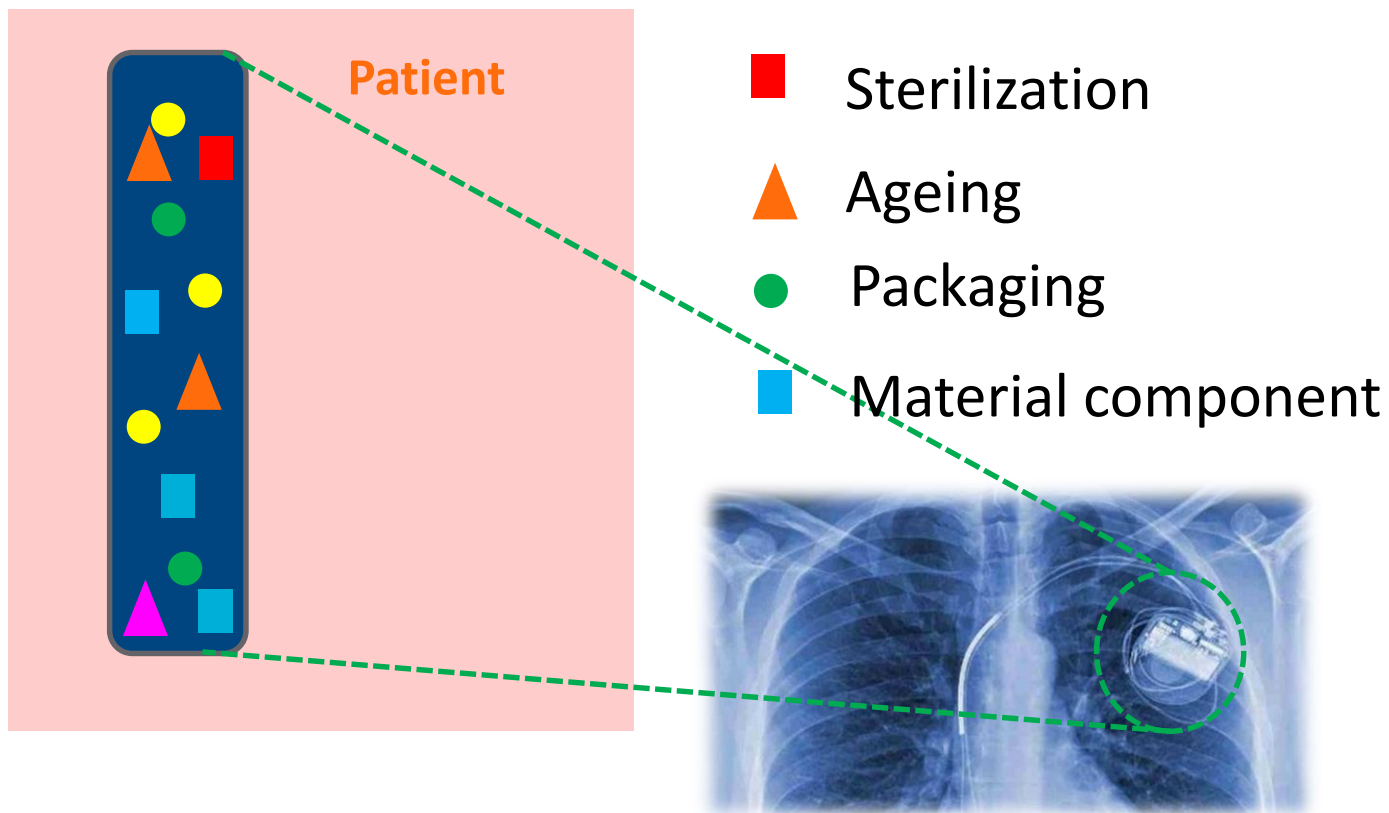 Patient
Sterilization
Ageing
Packaging
Material component